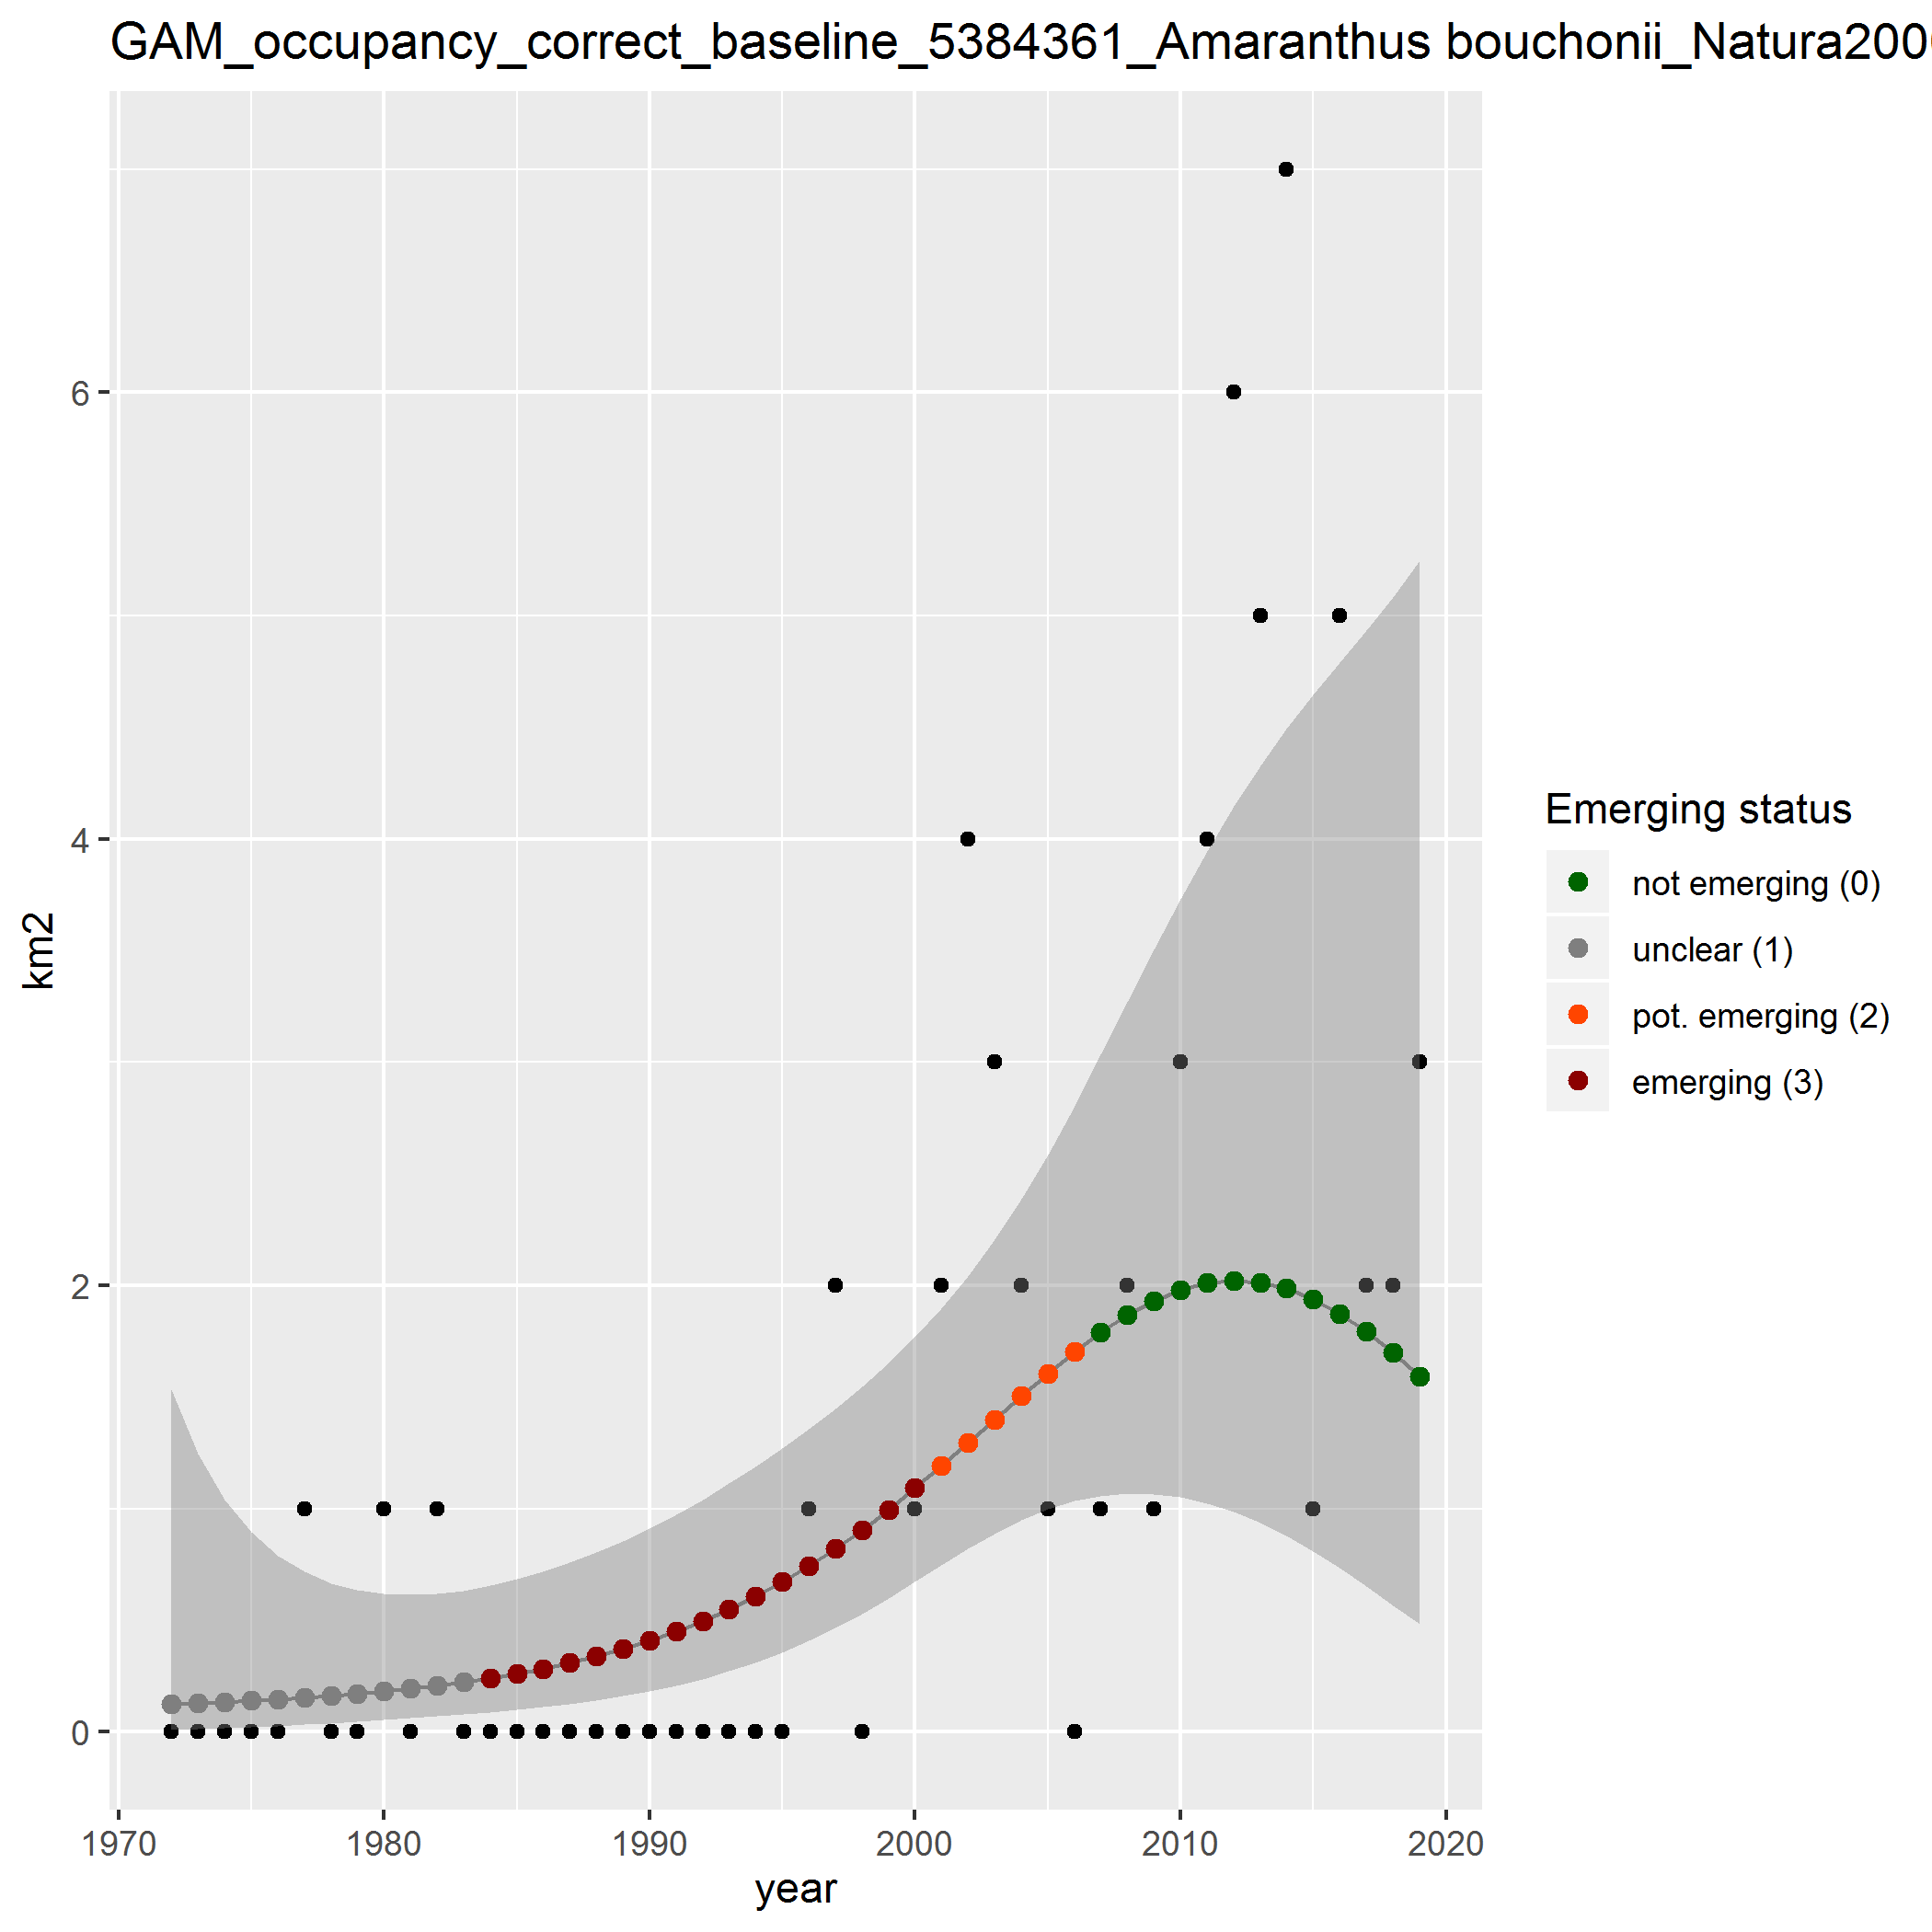 GAM_occupancy_correct_baseline_5384361_Amaranthus bouchonii_Natura200
6
4
2
0
km2
1970 1980 1990 2000 2010 2020
year
Emerging status
not emerging (0)
unclear (1)
pot. emerging (2)
emerging (3)